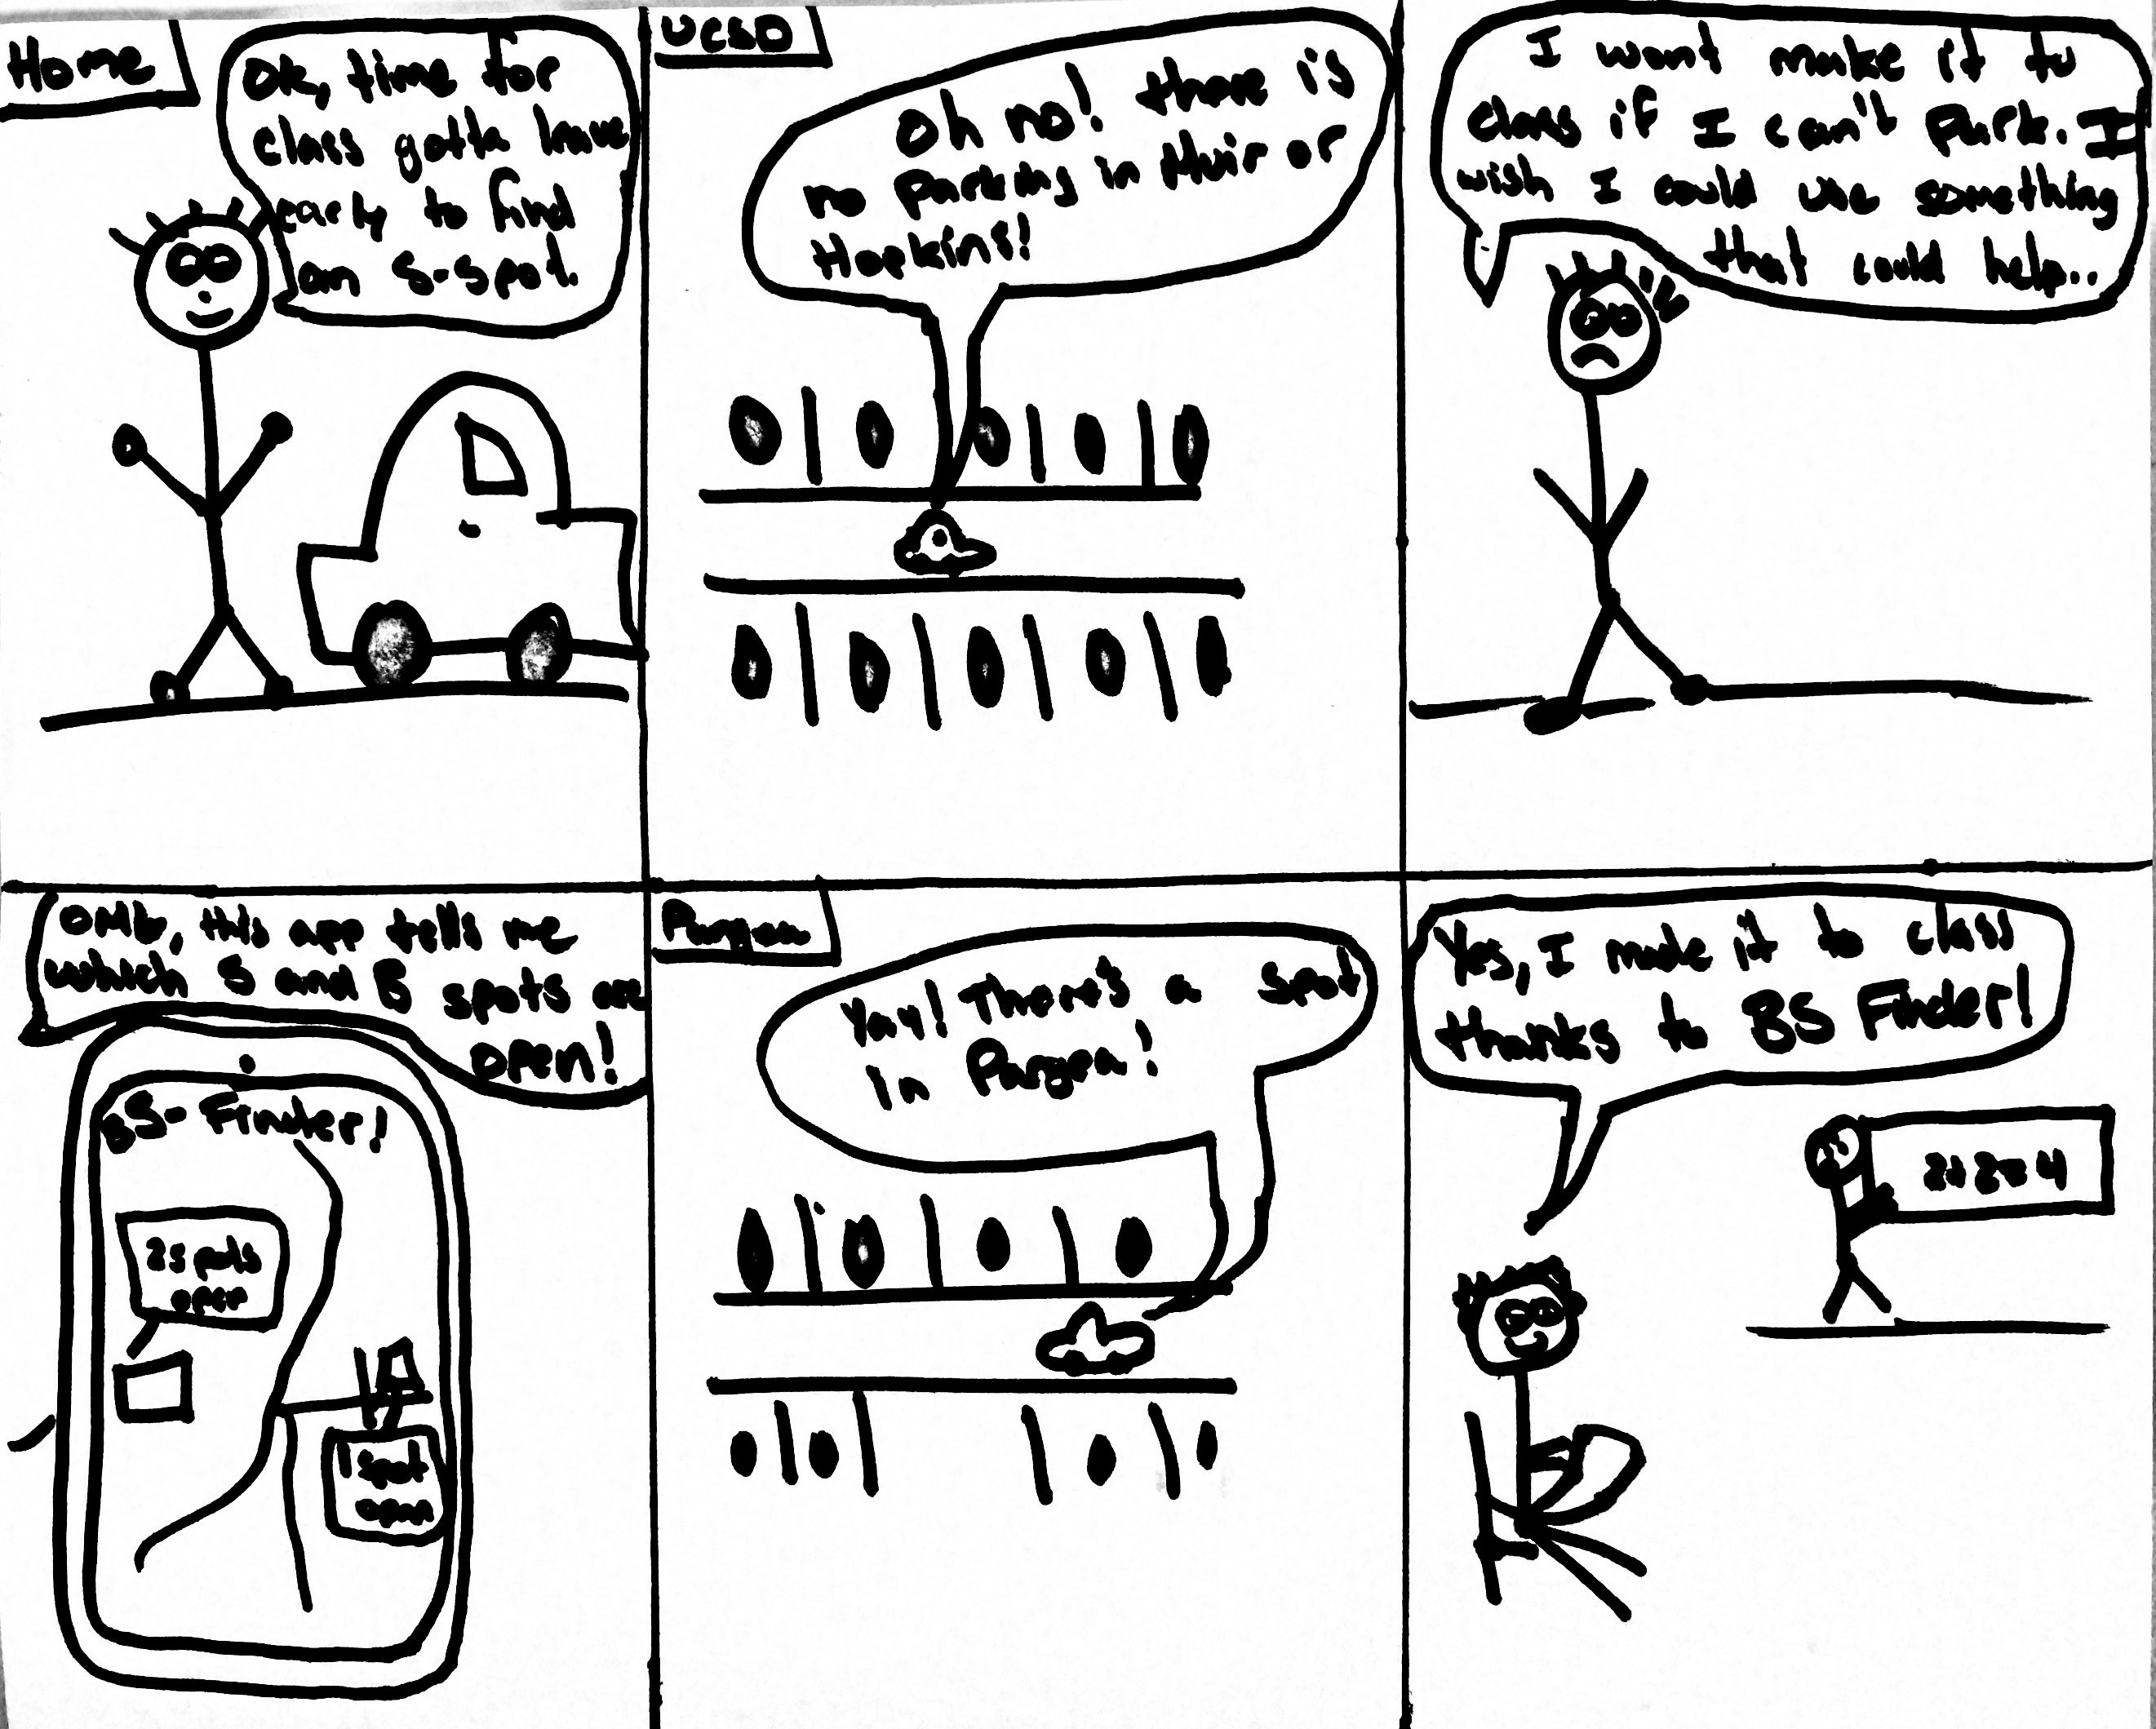 Home
Ok, time for
class gotta leave
early to find
an S-spot.
UCSD
Oh no! there is
no Parking in Muir or
Hopkins!
I wont make it to
class if I can't Park. I
wish I could use something
that could help..
OMG, this app tells me
which S and B spots are
open!
BS-Finder!
2 spots
open
1 spot
open
Pangea
Yay! There's a spot
in Pangea!
Yes, I made it to class
thanks to BS Finder!
2+2=4